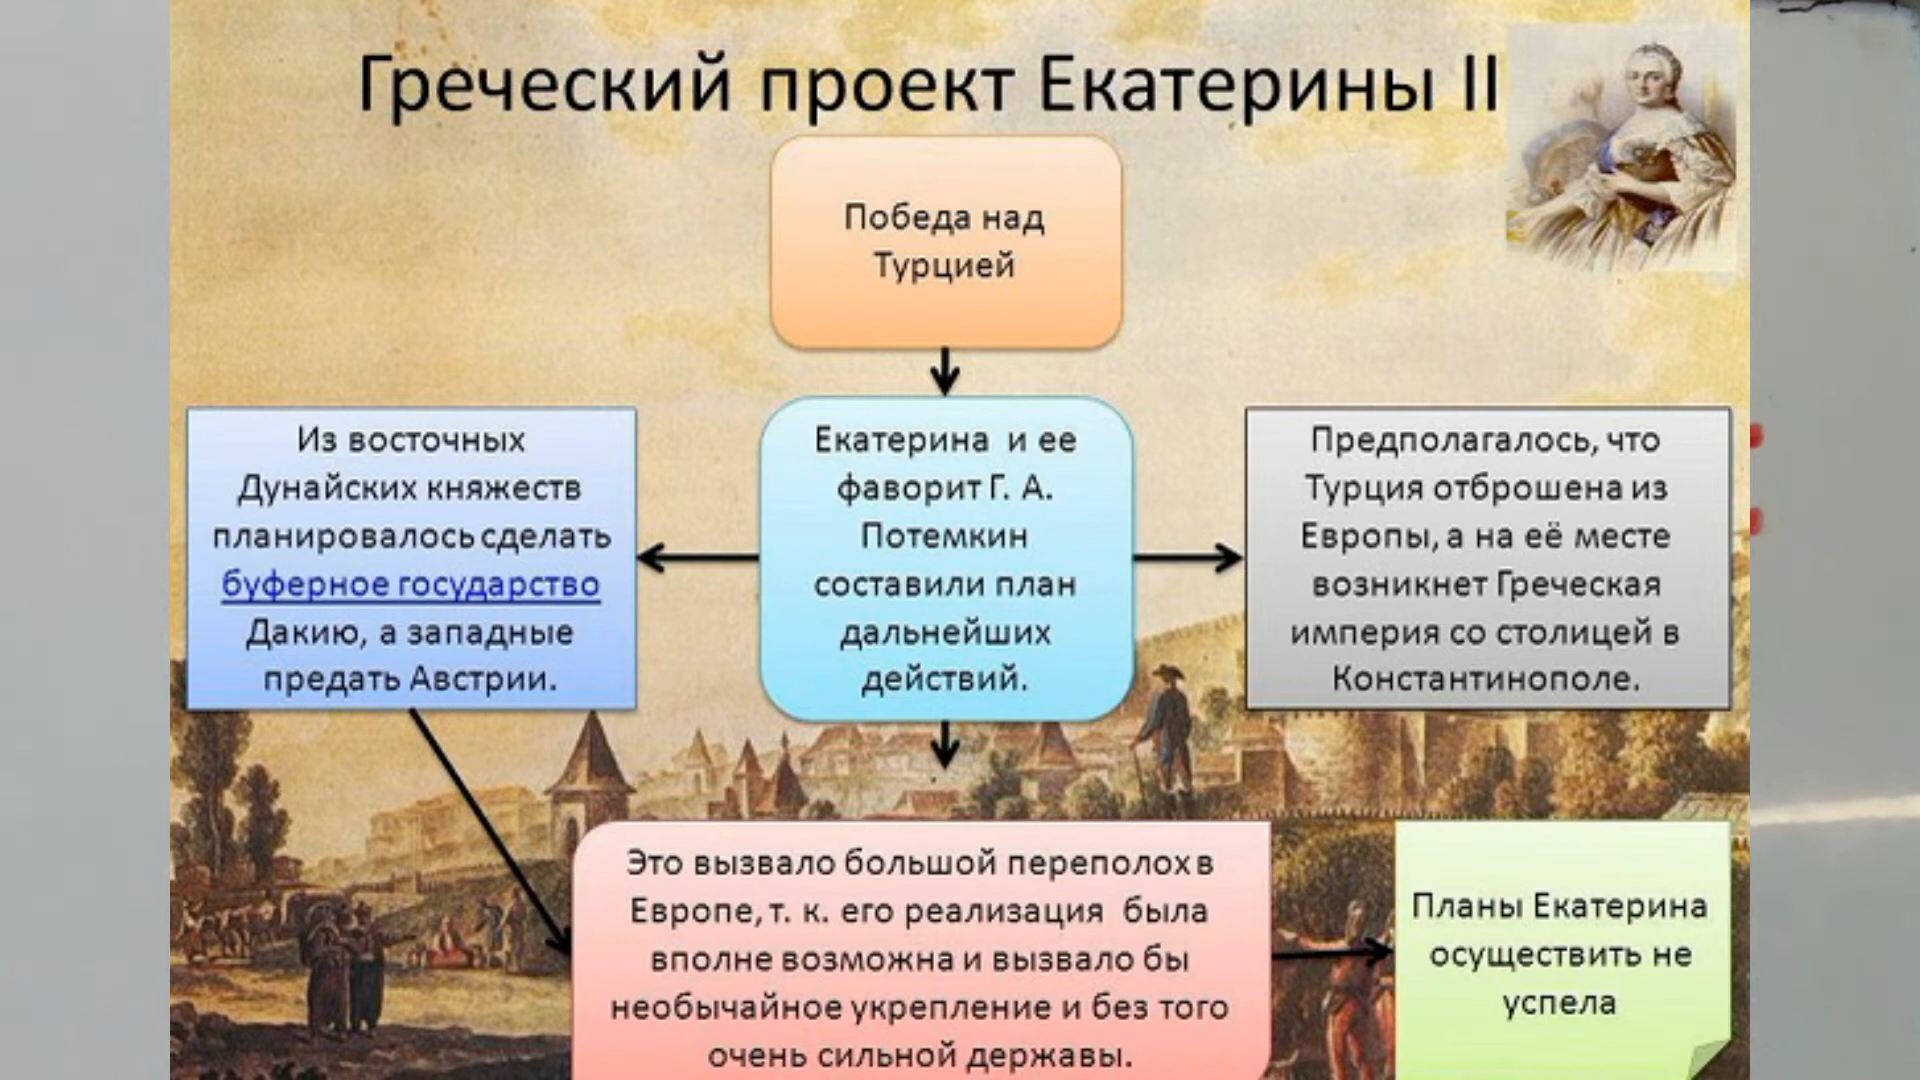 Греческий проект Екатерины II
Победа над
Турцией
Из восточных
Дунайских княжеств
планировалось сделать
буферное государство
Дакию, а западные
предать Австрии.
Екатерина и ее
фаворит Г. А.
Потемкин
составили план
дальнейших
действий.
Предполагалось, что
Турция отброшена из
Европы, а на её месте
возникнет Греческая
империя со столицей в
Константинополе.
Это вызвало большой переполох в
Европе, т. к. его реализация была
вполне возможна и вызвало бы
необычайное укрепление и без того
очень сильной державы.
Планы Екатерина
осуществить не
успела